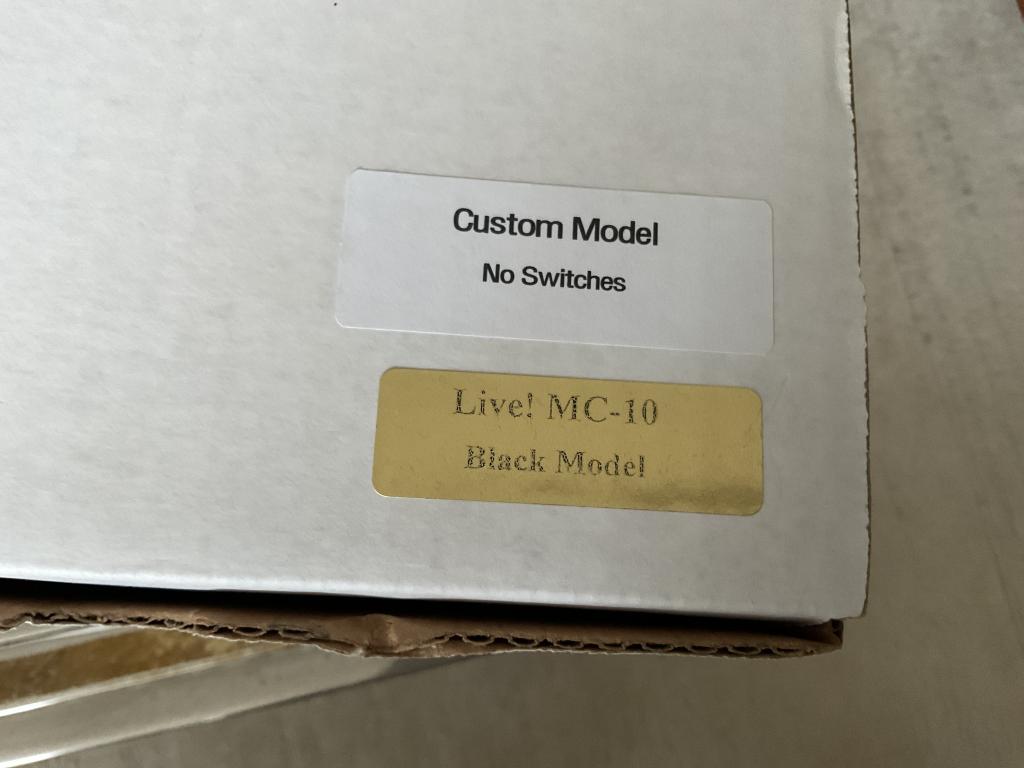 Custom Model
No Switches
Live! MC-10
Black Model